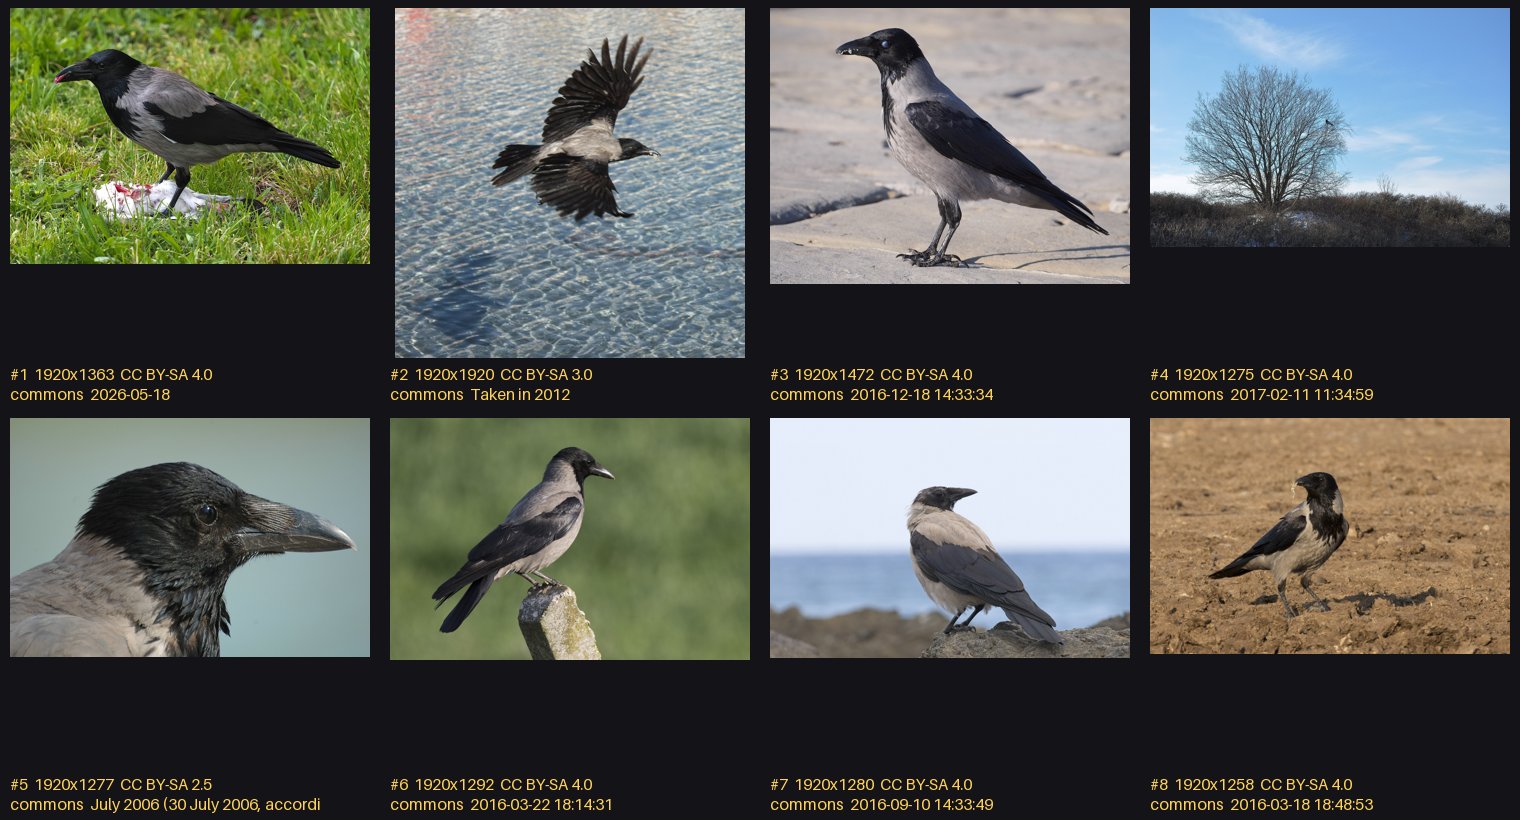 #1 1920x1363 CC BY-SA 4.0
commons 2026-05-18
#2 1920x1920 CC BY-SA 3.0
commons Taken in 2012
#3 1920x1472 CC BY-SA 4.0
commons 2016-12-18 14:33:34
#4 1920x1275 CC BY-SA 4.0
commons 2017-02-11 11:34:59
#5 1920x1277 CC BY-SA 2.5
commons July 2006 (30 July 2006, accordi
#6 1920x1292 CC BY-SA 4.0
commons 2016-03-22 18:14:31
#7 1920x1280 CC BY-SA 4.0
commons 2016-09-10 14:33:49
#8 1920x1258 CC BY-SA 4.0
commons 2016-03-18 18:48:53